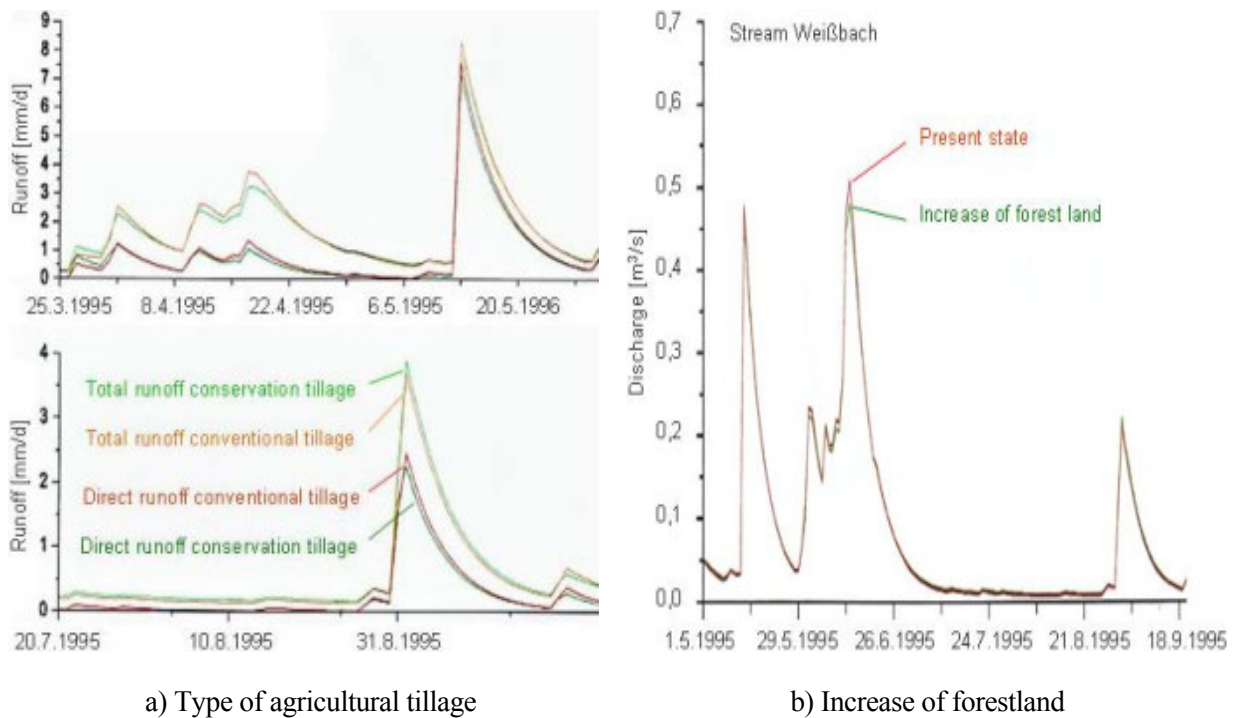 9
8
7
6
5
4
3
2
1
0
Runoff [mm/d]
25.3.1995 8.4.1995 22.4.1995 6.5.1995 20.5.1996
4
3
2
1
0
Runoff [mm/d]
Total runoff conservation tillage
Total runoff conventional tillage
Direct runoff conventional tillage
Direct runoff conservation tillage
20.7.1995 10.8.1995 31.8.1995
a) Type of agricultural tillage
0,7
0,6
0,5
0,4
0,3
0,2
0,1
0,0
Discharge [m³/s]
Stream Weißbach
Present state
Increase of forest land
1.5.1995 29.5.1995 26.6.1995 24.7.1995 21.8.1995 18.9.1995
b) Increase of forestland